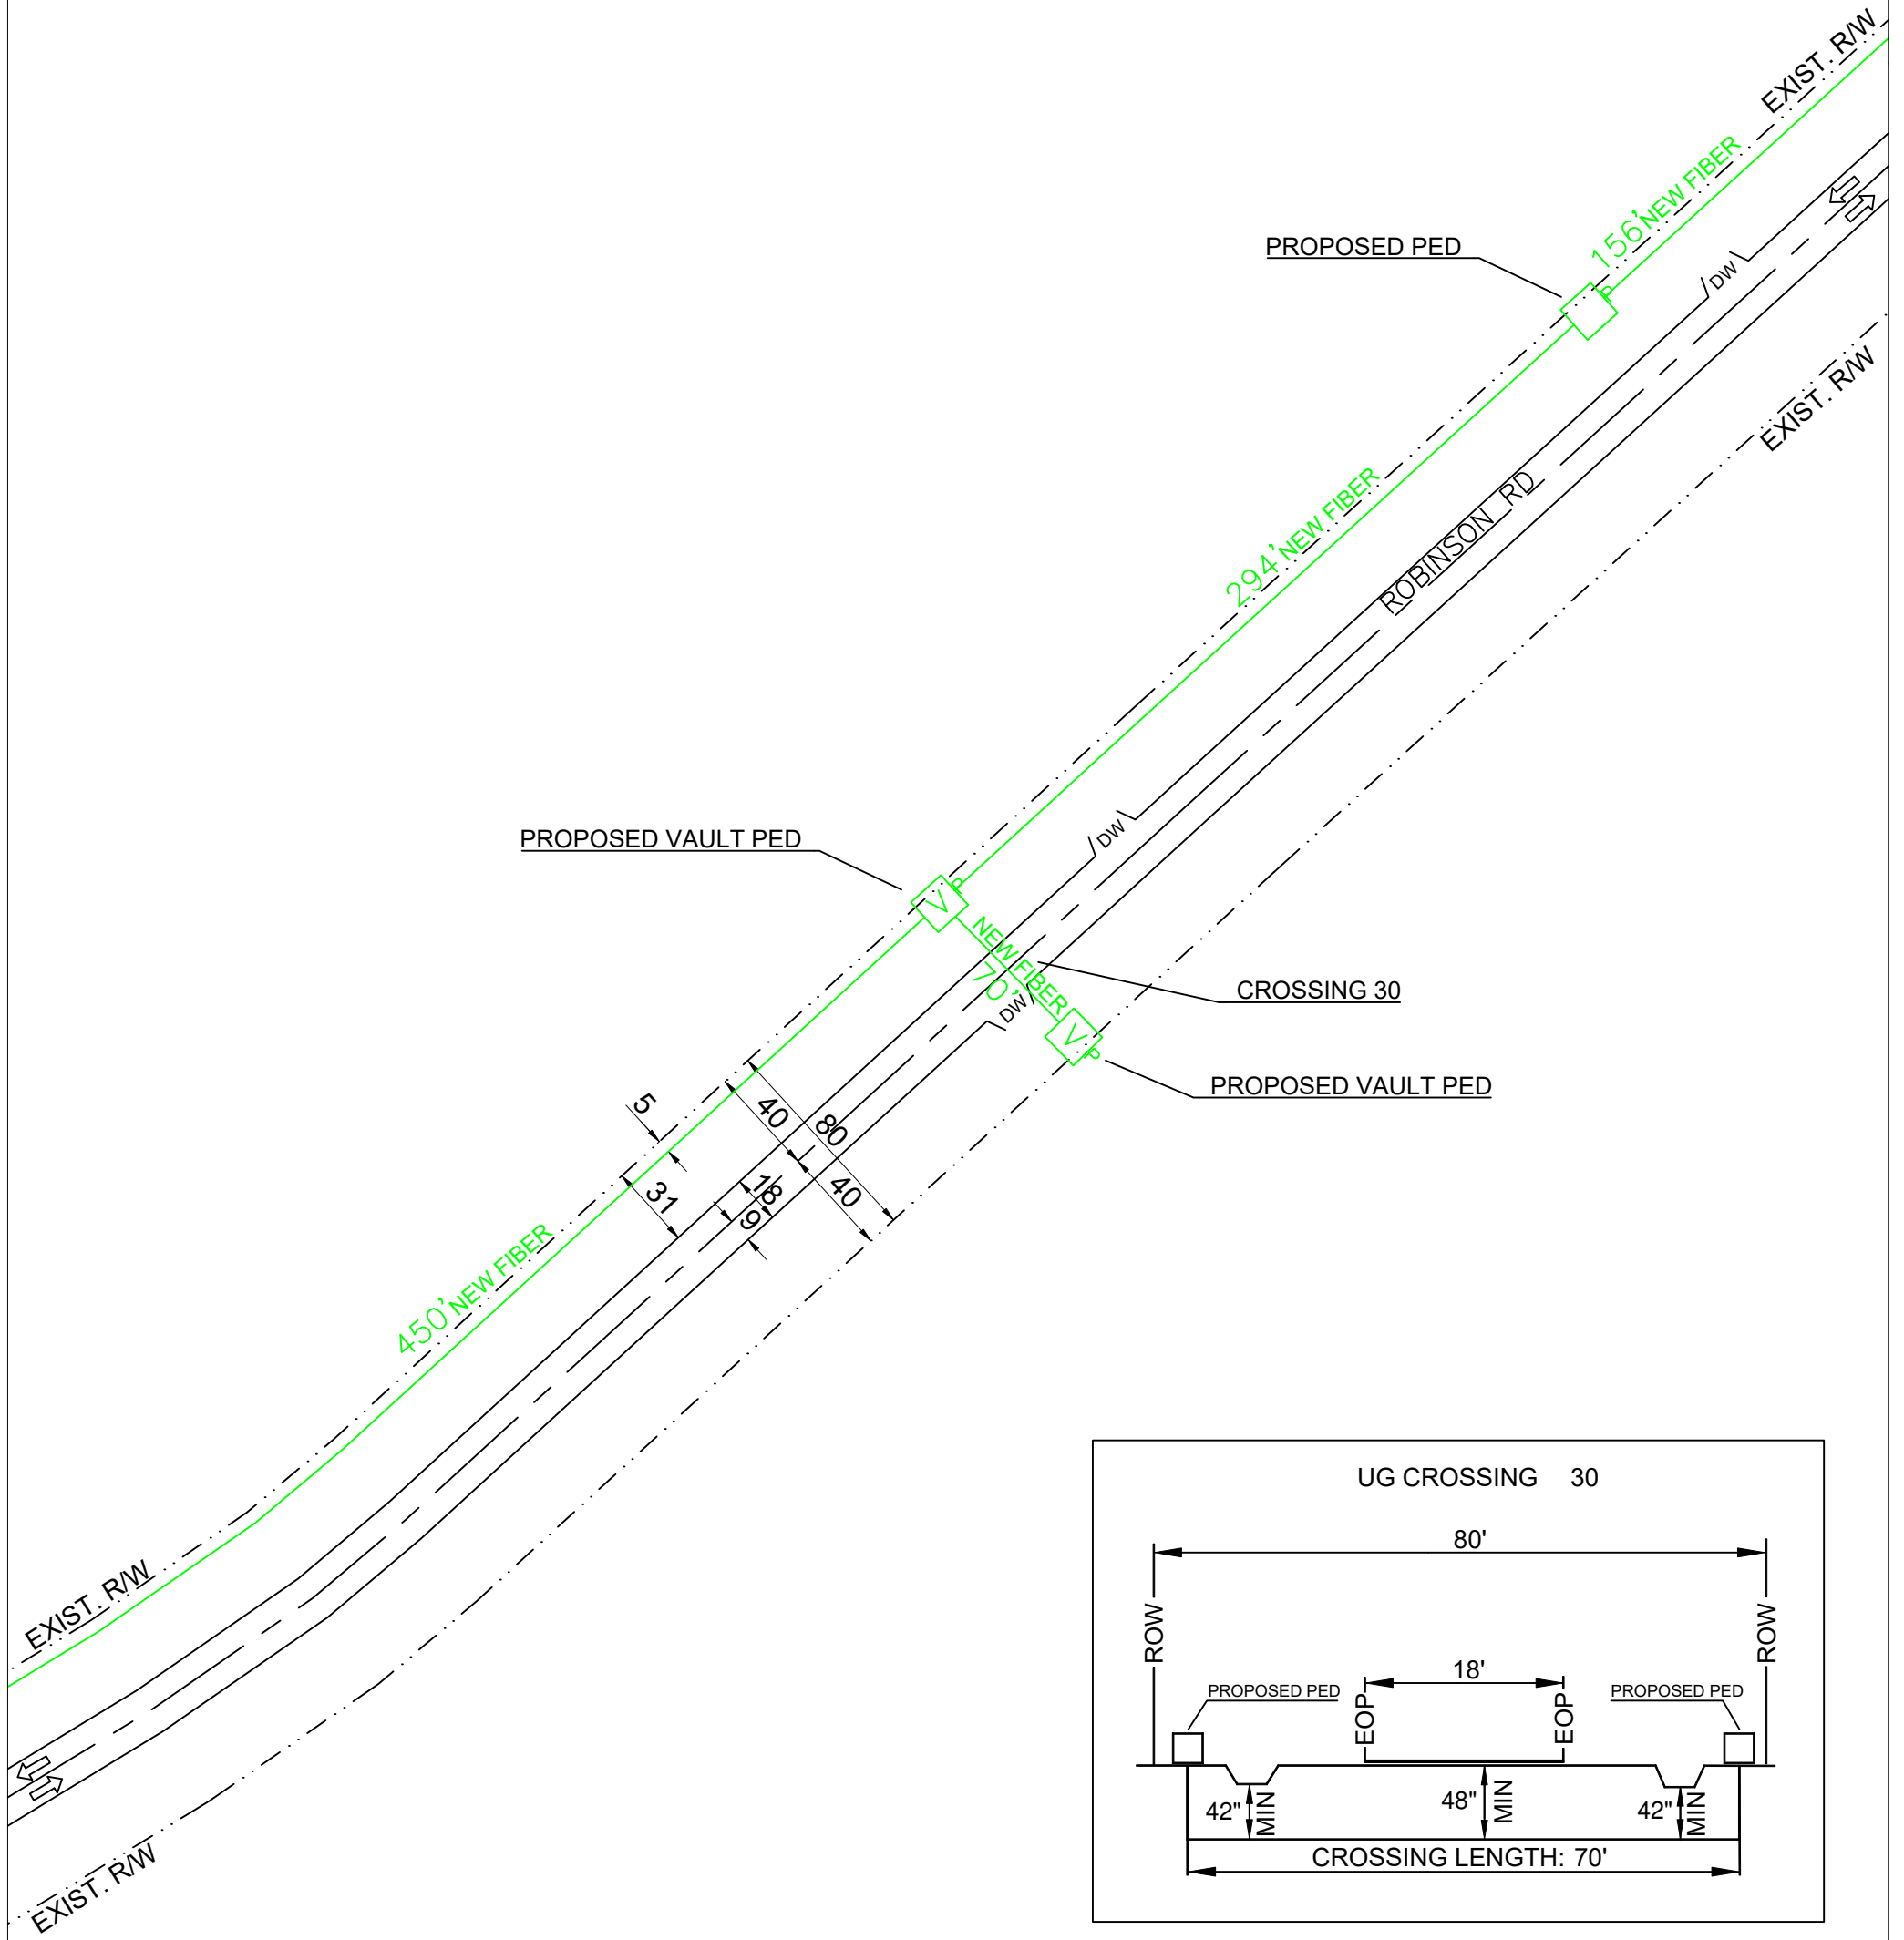 EXIST. R/W
156' NEW FIBER
PROPOSED PED
P
DW
EXIST. R/W
294' NEW FIBER
ROBINSON RD
PROPOSED VAULT PED
DW
V P
NEW FIBER
70'
CROSSING 30
DW
V P
PROPOSED VAULT PED
5
40
80
31
18
40
9
450' NEW FIBER
EXIST. R/W
EXIST. R/W
UG CROSSING 30
80'
ROW
ROW
18'
PROPOSED PED
PROPOSED PED
EOP
EOP
42" MIN
48" MIN
42" MIN
CROSSING LENGTH: 70'